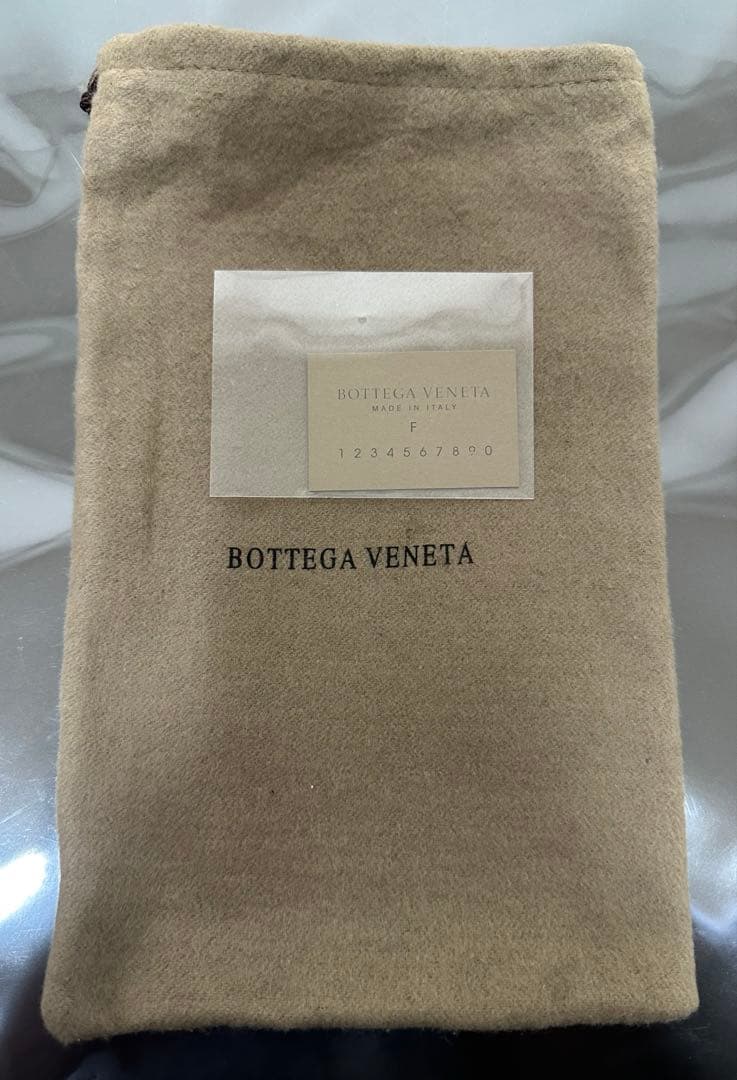 BOTTEGA VENETA
MADE IN ITALY
F
1 2 3 4 5 6 7 8 9 0
BOTTEGA VENETA